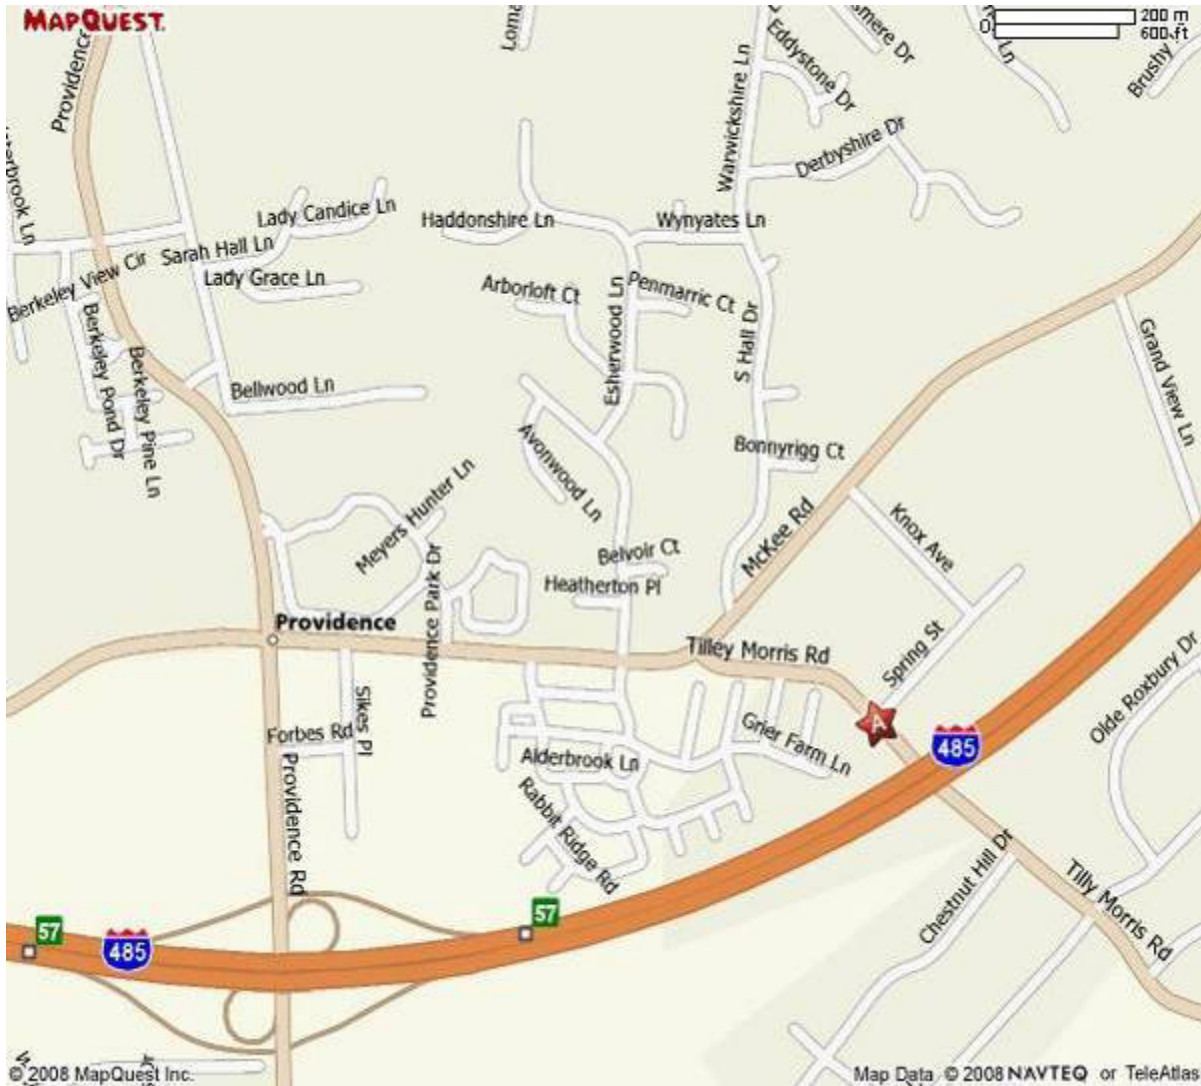 MAPQUEST.
0
200 m
600 ft
Providence
Warwickshire Ln
Eddystone Dr
Dr
Ln
Brushy
Derbyshire Dr
Ln
Lady Candice Ln
Haddonshire Ln
Wynyates Ln
Sarah Hall Ln
Berkeley View Cir
Lady Grace Ln
Arborloft Ct
Penmarric Ct
Esherwood Ln
S Hall Dr
Grand View Ln
Berkeley Pond Dr
Berkeley Pine Ln
Bellwood Ln
Avonwood Ln
Bonnyrigg Ct
Meyers Hunter Ln
McKee Rd
Knox Ave
Belvoir Ct
Heatherton Pl
Providence
Providence Park Dr
Tilley Morris Rd
Spring St
Olde Roxbury Dr
Sikes Pl
Forbes Rd
A
Grier Farm Ln
485
Alderbrook Ln
Rabbit Ridge Rd
Providence Rd
Chestnut Hill Dr
Tilly Morris Rd
57
57
485
© 2008 MapQuest Inc.
Map Data © 2008 NAVTEQ or TeleAtlas